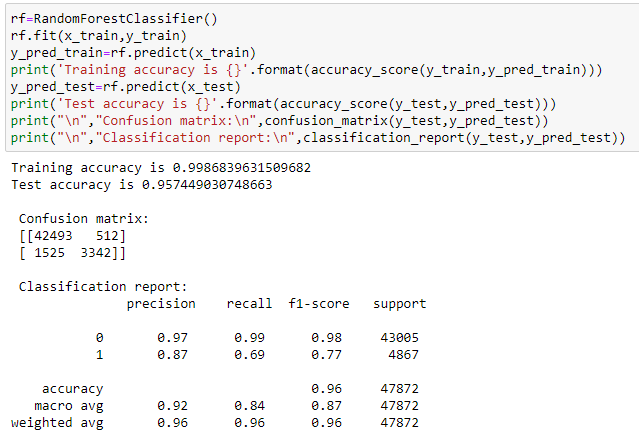 rf=RandomForestClassifier()
rf.fit(x_train,y_train)
y_pred_train=rf.predict(x_train)
print('Training accuracy is {}'.format(accuracy_score(y_train,y_pred_train)))
y_pred_test=rf.predict(x_test)
print('Test accuracy is {}'.format(accuracy_score(y_test,y_pred_test)))
print("\n","Confusion matrix:\n",confusion_matrix(y_test,y_pred_test))
print("\n","Classification report:\n",classification_report(y_test,y_pred_test))
Training accuracy is 0.9986839631509682
Test accuracy is 0.957449030748663
Confusion matrix:
[[42493   512]
[ 1525  3342]]
Classification report:
precision    recall  f1-score   support
0       0.97      0.99      0.98     43005
1       0.87      0.69      0.77      4867
accuracy                           0.96     47872
macro avg       0.92      0.84      0.87     47872
weighted avg       0.96      0.96      0.96     47872